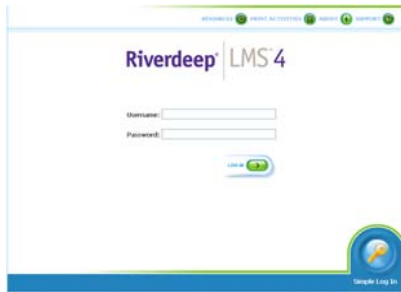 RESOURCES PRINT ACTIVITIES ABOUT SUPPORT
Riverdeep LMS 4
Username:
Password:
LOG IN
Simple Log In